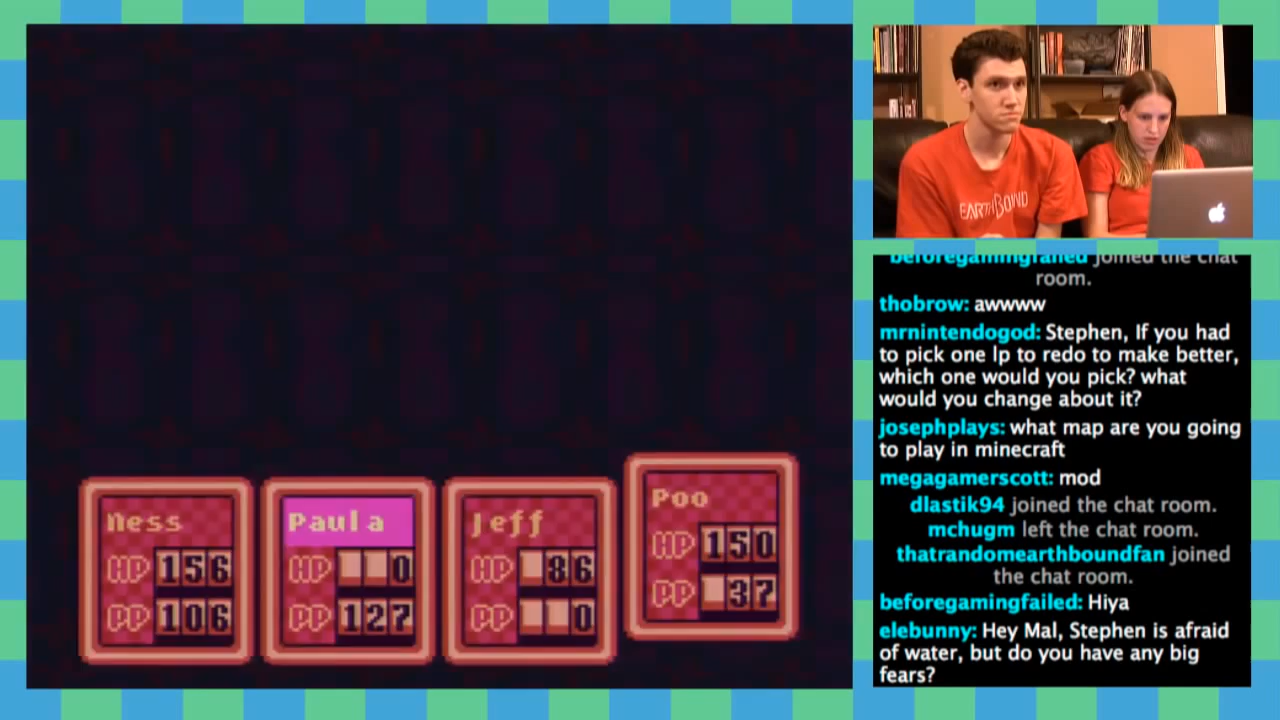 EARTHBOUND
beforegamingfailed joined the chat
room.
thobrow: awwww
mrnintendogod: Stephen, If you had
to pick one lp to redo to make better,
which one would you pick? what
would you change about it?
josephplays: what map are you going
to play in minecraft
megagamerscott: mod
dlastik94 joined the chat room.
mchugm left the chat room.
thatrandomearthboundfan joined
the chat room.
beforegamingfailed: Hiya
elebunny: Hey Mal, Stephen is afraid
of water, but do you have any big
fears?
Ness
HP 156
PP 106
Paula
HP 0
PP 127
Jeff
HP 86
PP 0
Poo
HP 150
PP 37